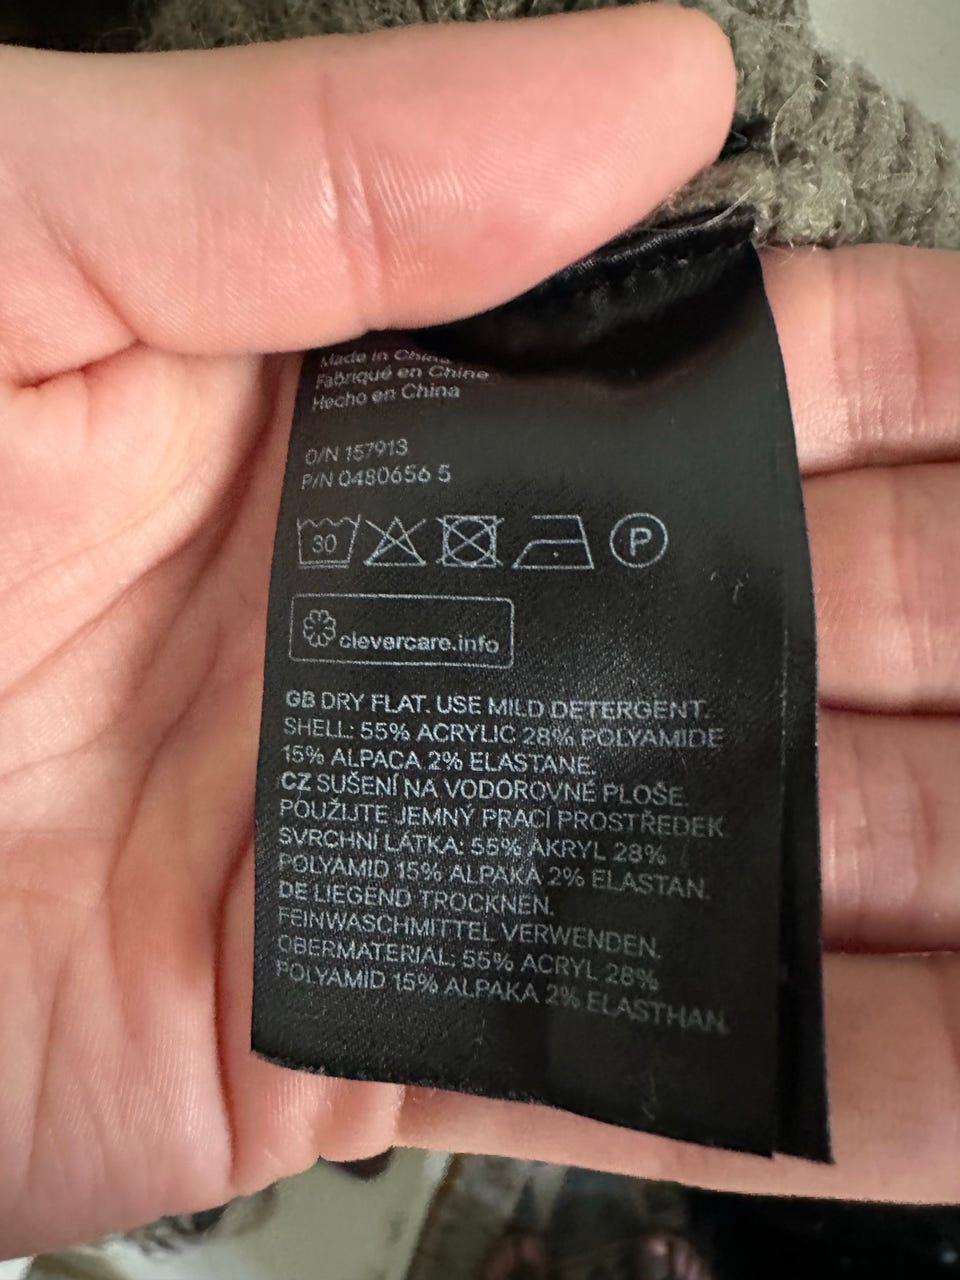 Made in China
Fabriqué en Chine
Hecho en China
O/N 157913
P/N 0480656 5
30
P
clevercare.info
GB DRY FLAT. USE MILD DETERGENT.
SHELL: 55% ACRYLIC 28% POLYAMIDE
15% ALPACA 2% ELASTANE.
CZ SUŠENÍ NA VODOROVNÉ PLOŠE.
POUŽIJTE JEMNÝ PRACÍ PROSTŘEDEK.
SVRCHNÍ LÁTKA: 55% AKRYL 28%
POLYAMID 15% ALPAKA 2% ELASTAN.
DE LIEGEND TROCKNEN.
FEINWASCHMITTEL VERWENDEN.
OBERMATERIAL: 55% ACRYL 28%
POLYAMID 15% ALPAKA 2% ELASTHAN.